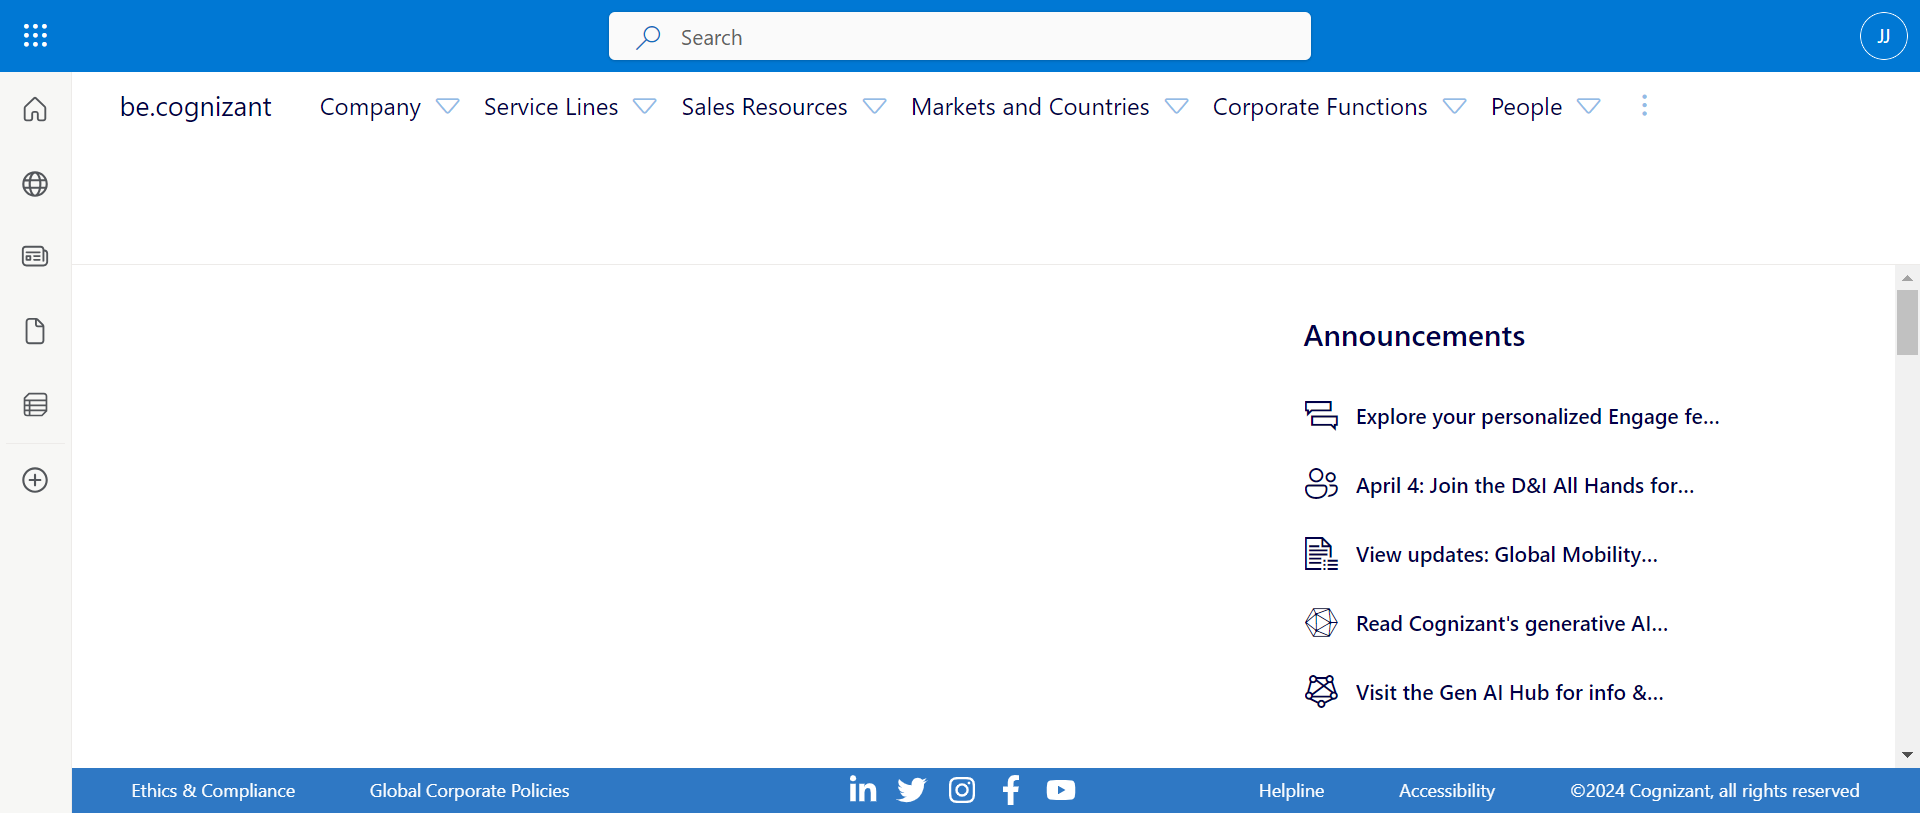 Search
JJ
be.cognizant
Company
Service Lines
Sales Resources
Markets and Countries
Corporate Functions
People
Announcements
Explore your personalized Engage fe...
April 4: Join the D&I All Hands for...
View updates: Global Mobility...
Read Cognizant's generative AI...
Visit the Gen AI Hub for info &...
Ethics & Compliance
Global Corporate Policies
Helpline
Accessibility
©2024 Cognizant, all rights reserved